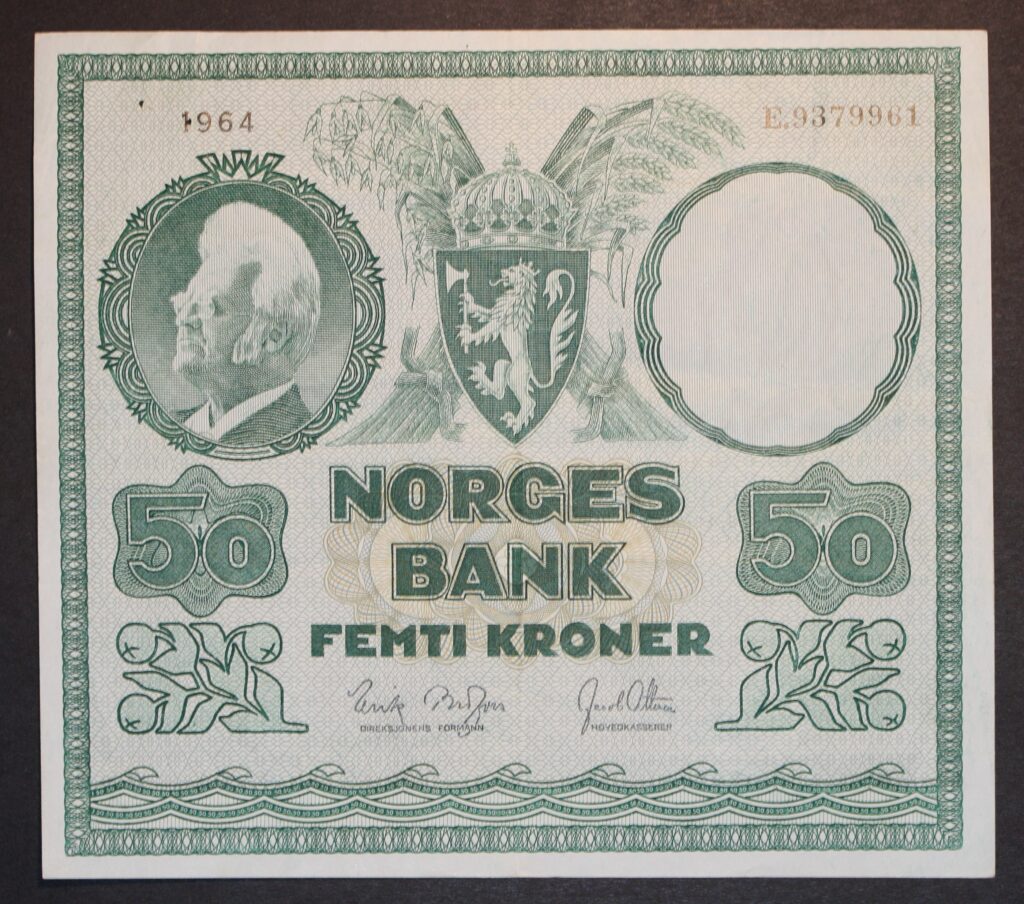 1964
E.9379961
50
NORGES
BANK
50
FEMTI KRONER
DIREKSJONENS FORMANN
HOVEDKASSERER